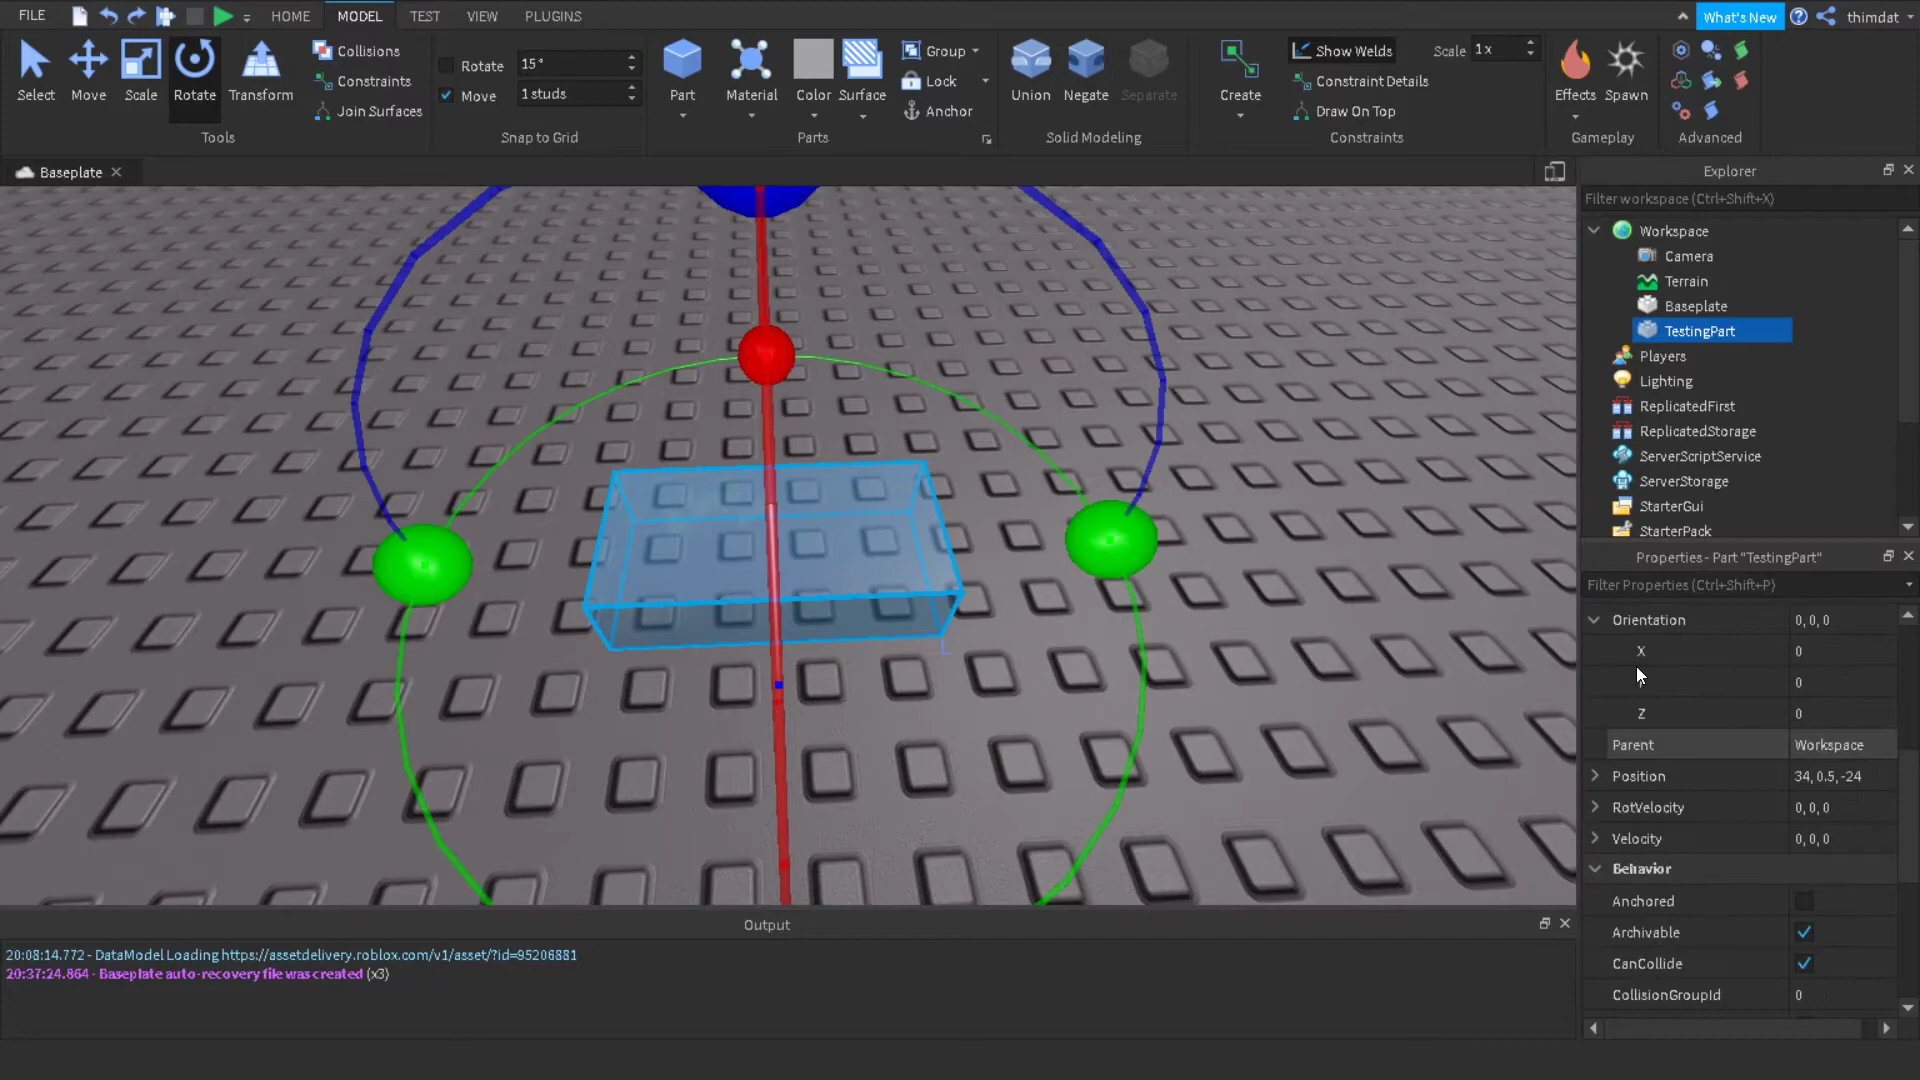 FILE HOME MODEL TEST VIEW PLUGINS What's New thimdat
Select Move Scale Rotate Transform
Collisions
Constraints
Join Surfaces
Tools
Rotate 15°
Move 1 studs
Snap to Grid
Part Material Color Surface
Group
Lock
Anchor
Parts
Union Negate Separate
Solid Modeling
Create
Show Welds Scale 1x
Constraint Details
Draw On Top
Constraints
Effects Spawn
Gameplay
Advanced
Baseplate
Explorer
Filter workspace (Ctrl+Shift+X)
Workspace
Camera
Terrain
Baseplate
TestingPart
Players
Lighting
ReplicatedFirst
ReplicatedStorage
ServerScriptService
ServerStorage
StarterGui
StarterPack
Properties - Part "TestingPart"
Filter Properties (Ctrl+Shift+P)
Orientation 0, 0, 0
X 0
0
Z 0
Parent Workspace
Position 34, 0.5, -24
RotVelocity 0, 0, 0
Velocity 0, 0, 0
Behavior
Anchored
Archivable
CanCollide
CollisionGroupId 0
Output
20:08:14.772 - DataModel Loading https://assetdelivery.roblox.com/v1/asset/?id=95206881
20:37:24.864 - Baseplate auto-recovery file was created (x3)